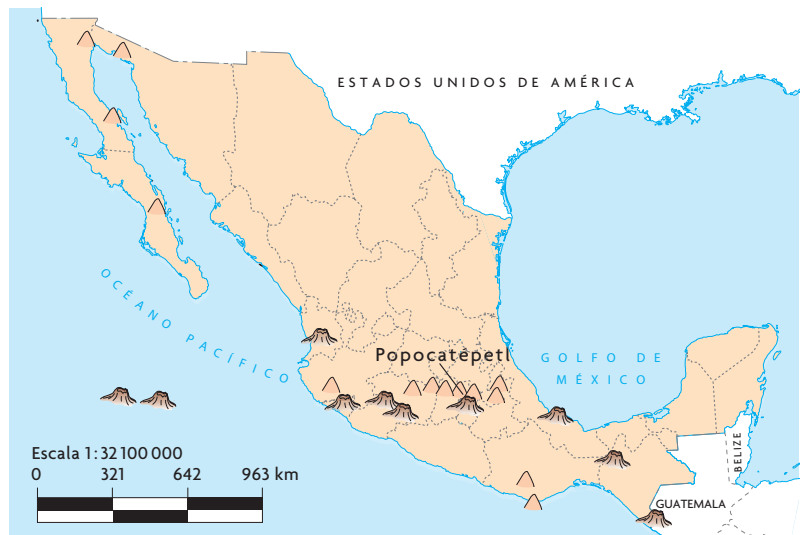 ESTADOS UNIDOS DE AMÉRICA
OCÉANO PACÍFICO
Popocatépetl
GOLFO DE
MÉXICO
BELIZE
GUATEMALA
Escala 1:32 100 000
0 321 642 963 km